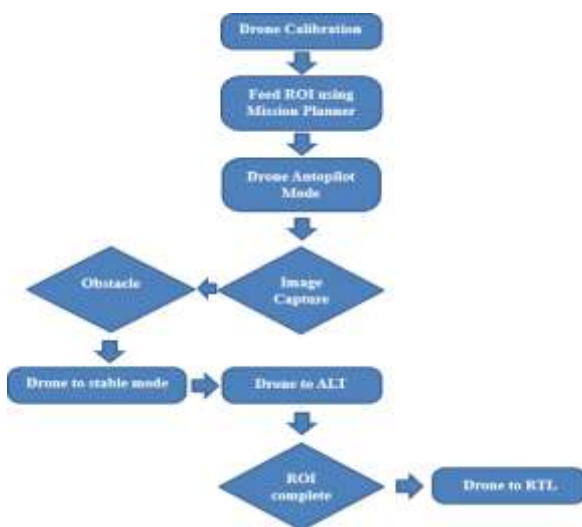 Drone Calibration
Feed ROI using
Mission Planner
Drone Autopilot
Mode
Image
Capture
Obstacle
Drone to stable mode
Drone to ALT
ROI
complete
Drone to RTL